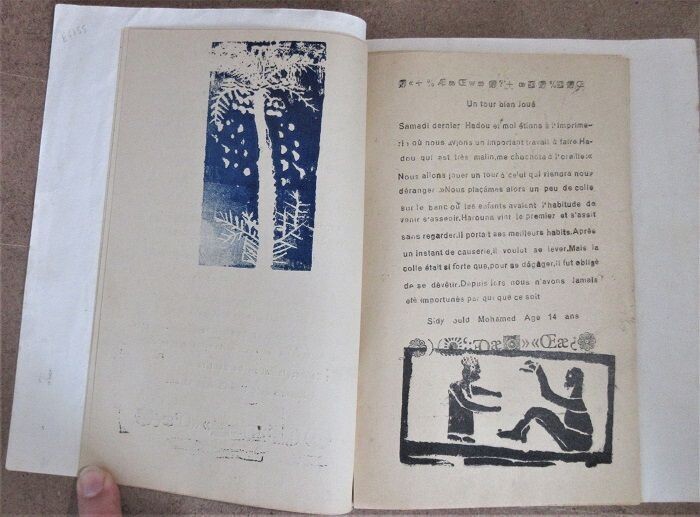 Un tour bien joué
Samedi dernier Hadou et moi étions à l'imprime-
rie où nous avions un important travail à faire.Ha-
dou qui est très malin,me chuchota à l'oreille:«
Nous allons jouer un tour à celui qui viendra nous
déranger.»Nous plaçâmes alors un peu de colle
sur le banc où les enfants avaient l'habitude de
venir s'asseoir.Harouna vint le premier et s'assit
sans regarder.Il portait ses meilleurs habits.Après
un instant de causerie,il voulut se lever.Mais la
colle était si forte que,pour se dégager,il fut obligé
de se dévêtir.Depuis lors nous n'avons jamais
été importunés par qui que ce soit
Sidy ould Mohamed Age 14 ans